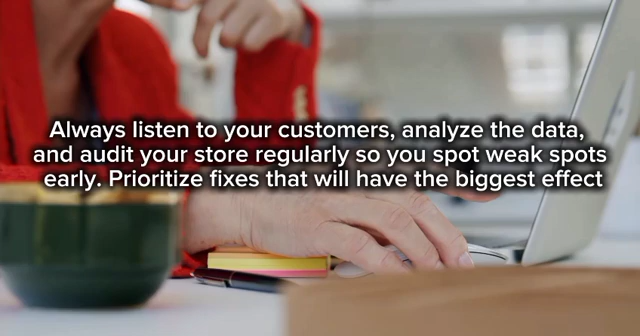 Always listen to your customers, analyze the data,
and audit your store regularly so you spot weak spots
early. Prioritize fixes that will have the biggest effect